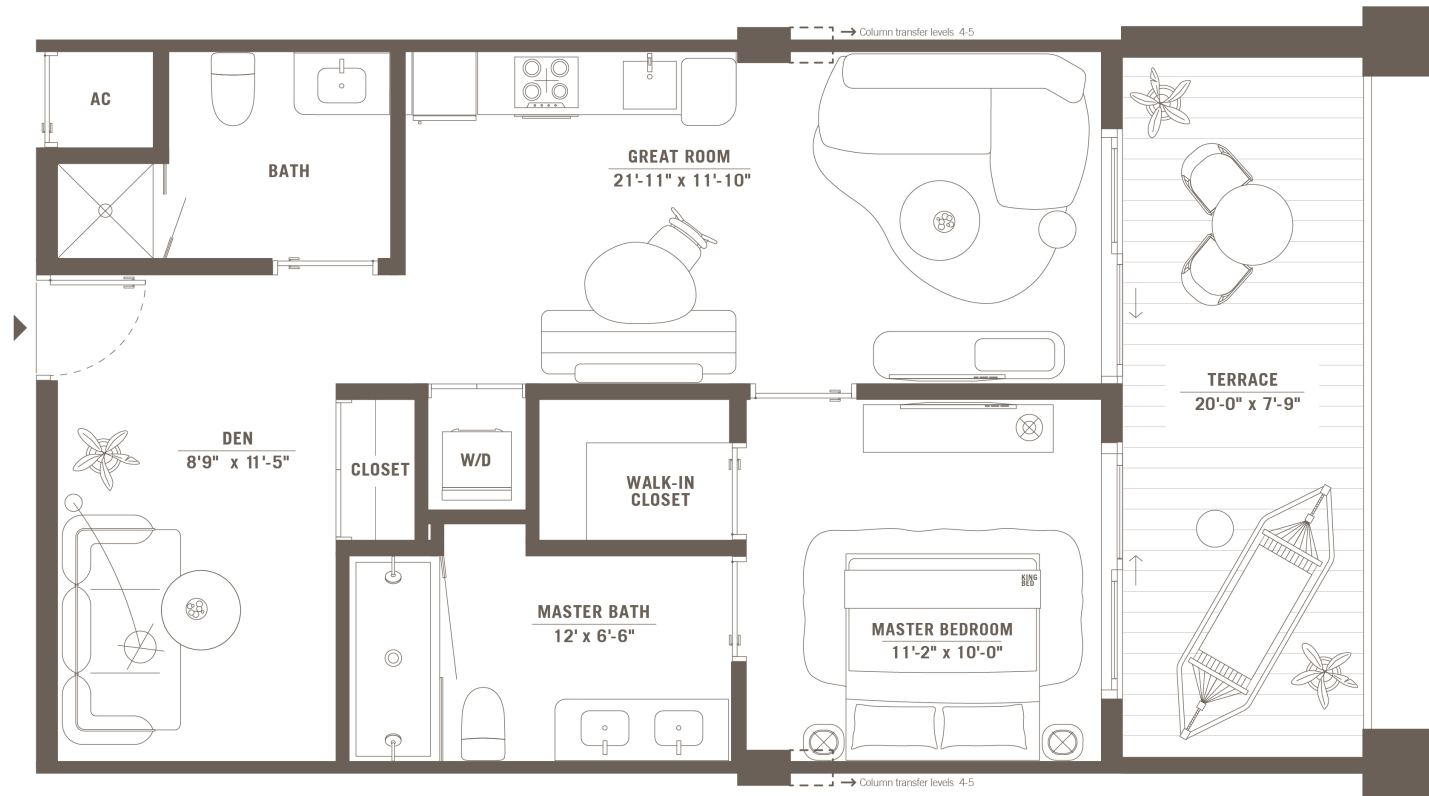 Column transfer levels 4-5
AC
BATH
GREAT ROOM
21'-11" x 11'-10"
TERRACE
20'-0" x 7'-9"
DEN
8'9" x 11'-5"
CLOSET
W/D
WALK-IN
CLOSET
KING
BED
MASTER BATH
12' x 6'-6"
MASTER BEDROOM
11'-2" x 10'-0"
Column transfer levels 4-5